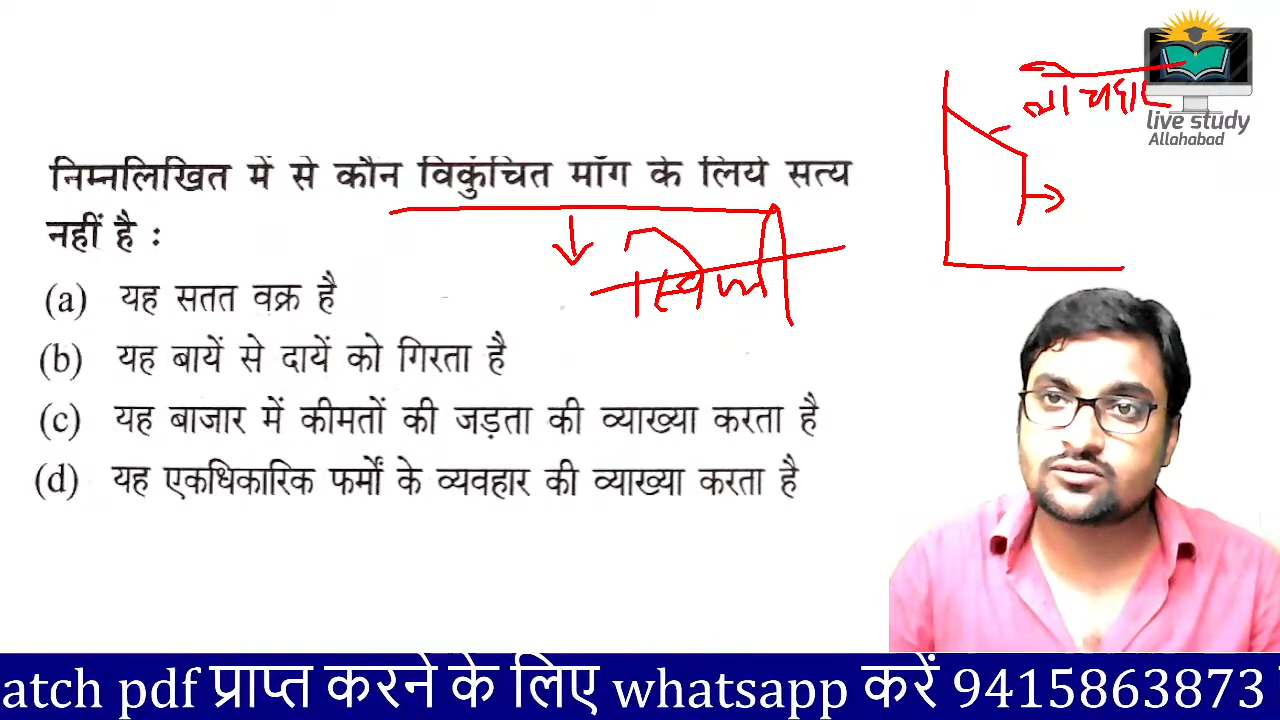 निम्नलिखित में से कौन विकुंचित माँग के लिये सत्य
नहीं है :
(a) यह सतत वक्र है
(b) यह बायें से दायें को गिरता है
(c) यह बाजार में कीमतों की जड़ता की व्याख्या करता है
(d) यह एकधिकारिक फर्मों के व्यवहार की व्याख्या करता है
live study
Allahabad
atch pdf प्राप्त करने के लिए whatsapp करें 9415863873